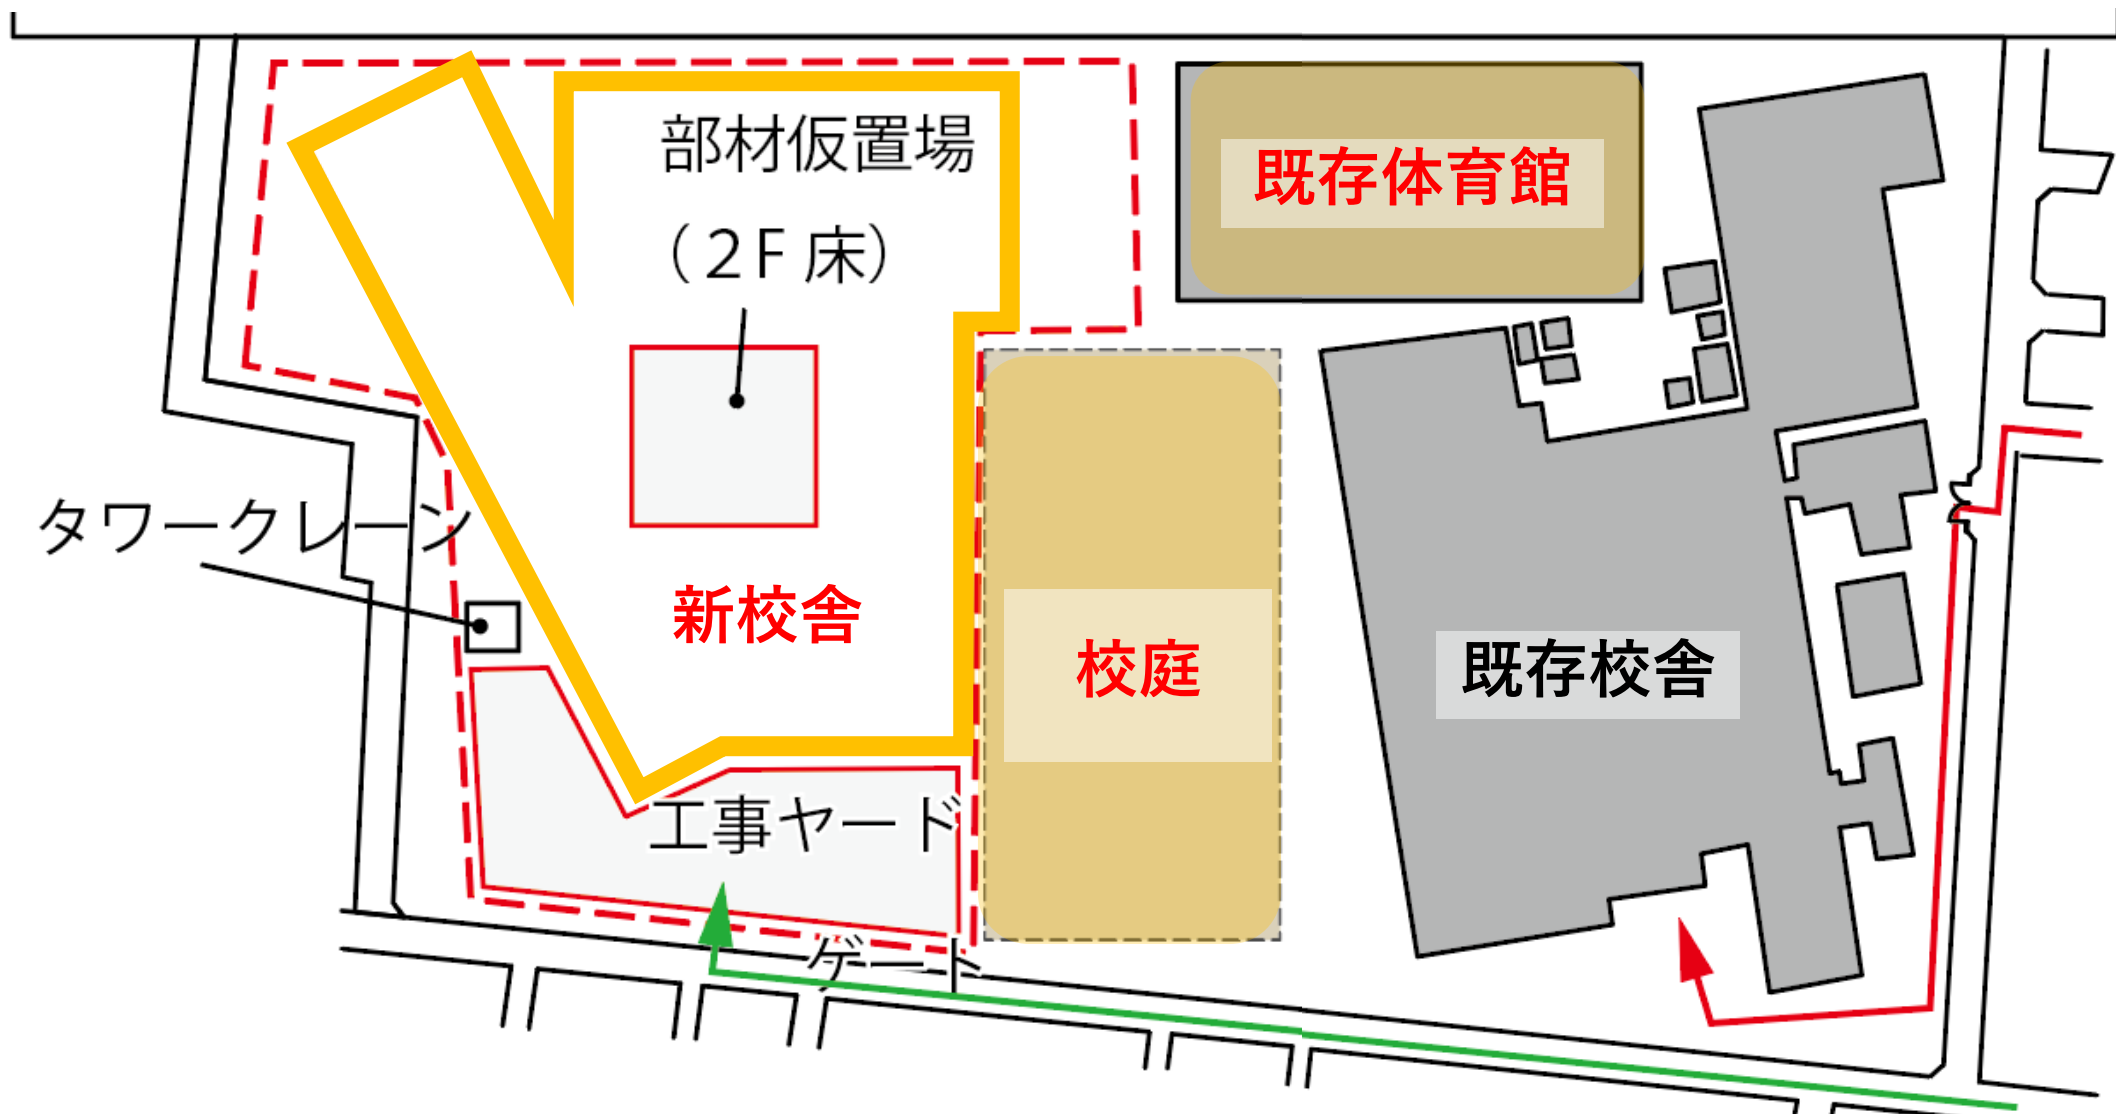 部材仮置場
（２F 床）
既存体育館
タワークレーン
新校舎
校庭
既存校舎
工事ヤード
ゲート